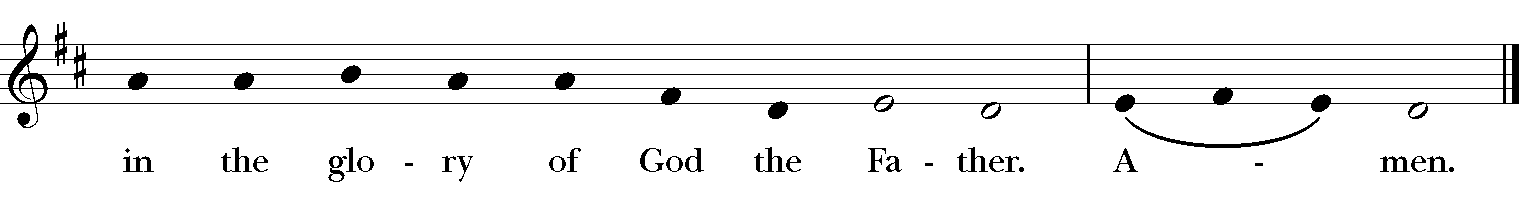 in the glo - ry of God the Fa - ther. A - men.